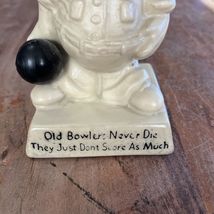 Old Bowlers Never Die
They Just Dont Score As Much